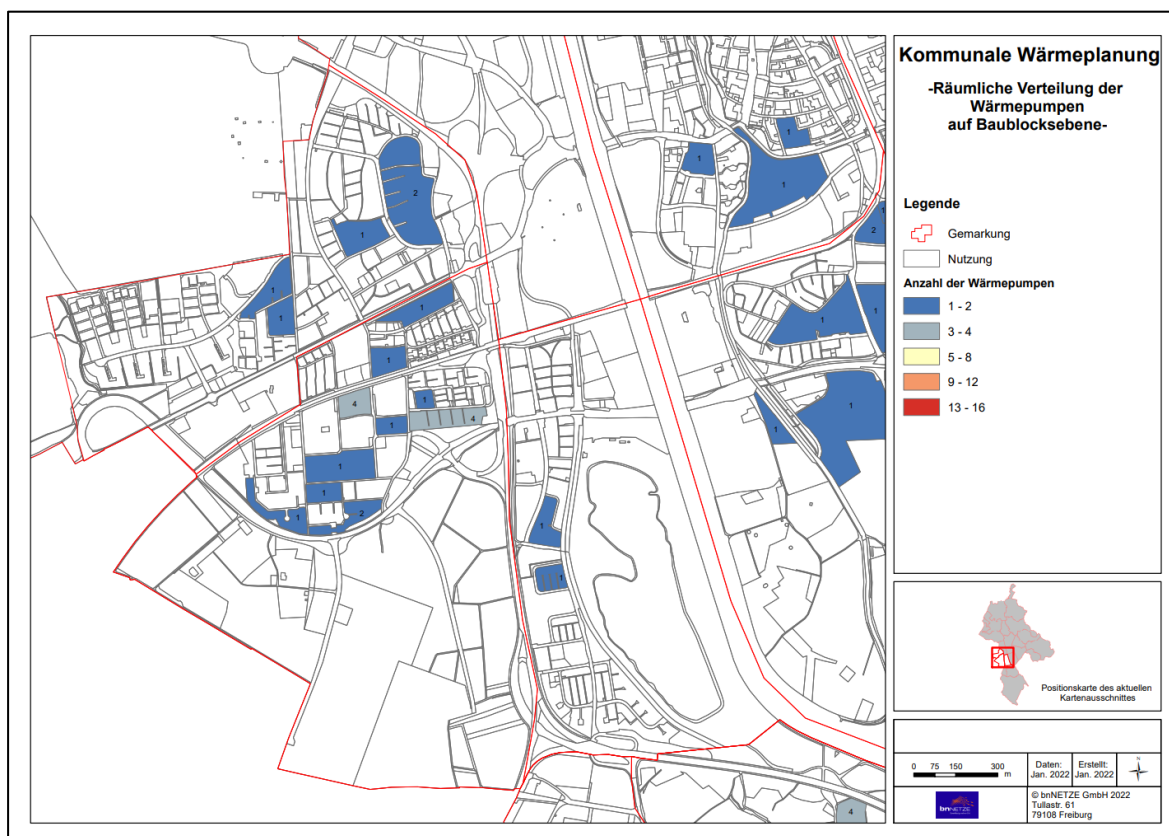 Kommunale Wärmeplanung
-Räumliche Verteilung der
Wärmepumpen
auf Baublocksebene-
Legende
Gemarkung
Nutzung
Anzahl der Wärmepumpen
1 - 2
3 - 4
5 - 8
9 - 12
13 - 16
1
1
1
2
1
2
1
1
1
1
1
1
4
1
1
4
1
1
1
1
1
2
1
1
4
Positionskarte des aktuellen
Kartenausschnittes
0 75 150 300
m
Daten:
Jan. 2022
Erstellt:
Jan. 2022
N
bnNETZE
© bnNETZE GmbH 2022
Tullastr. 61
79108 Freiburg